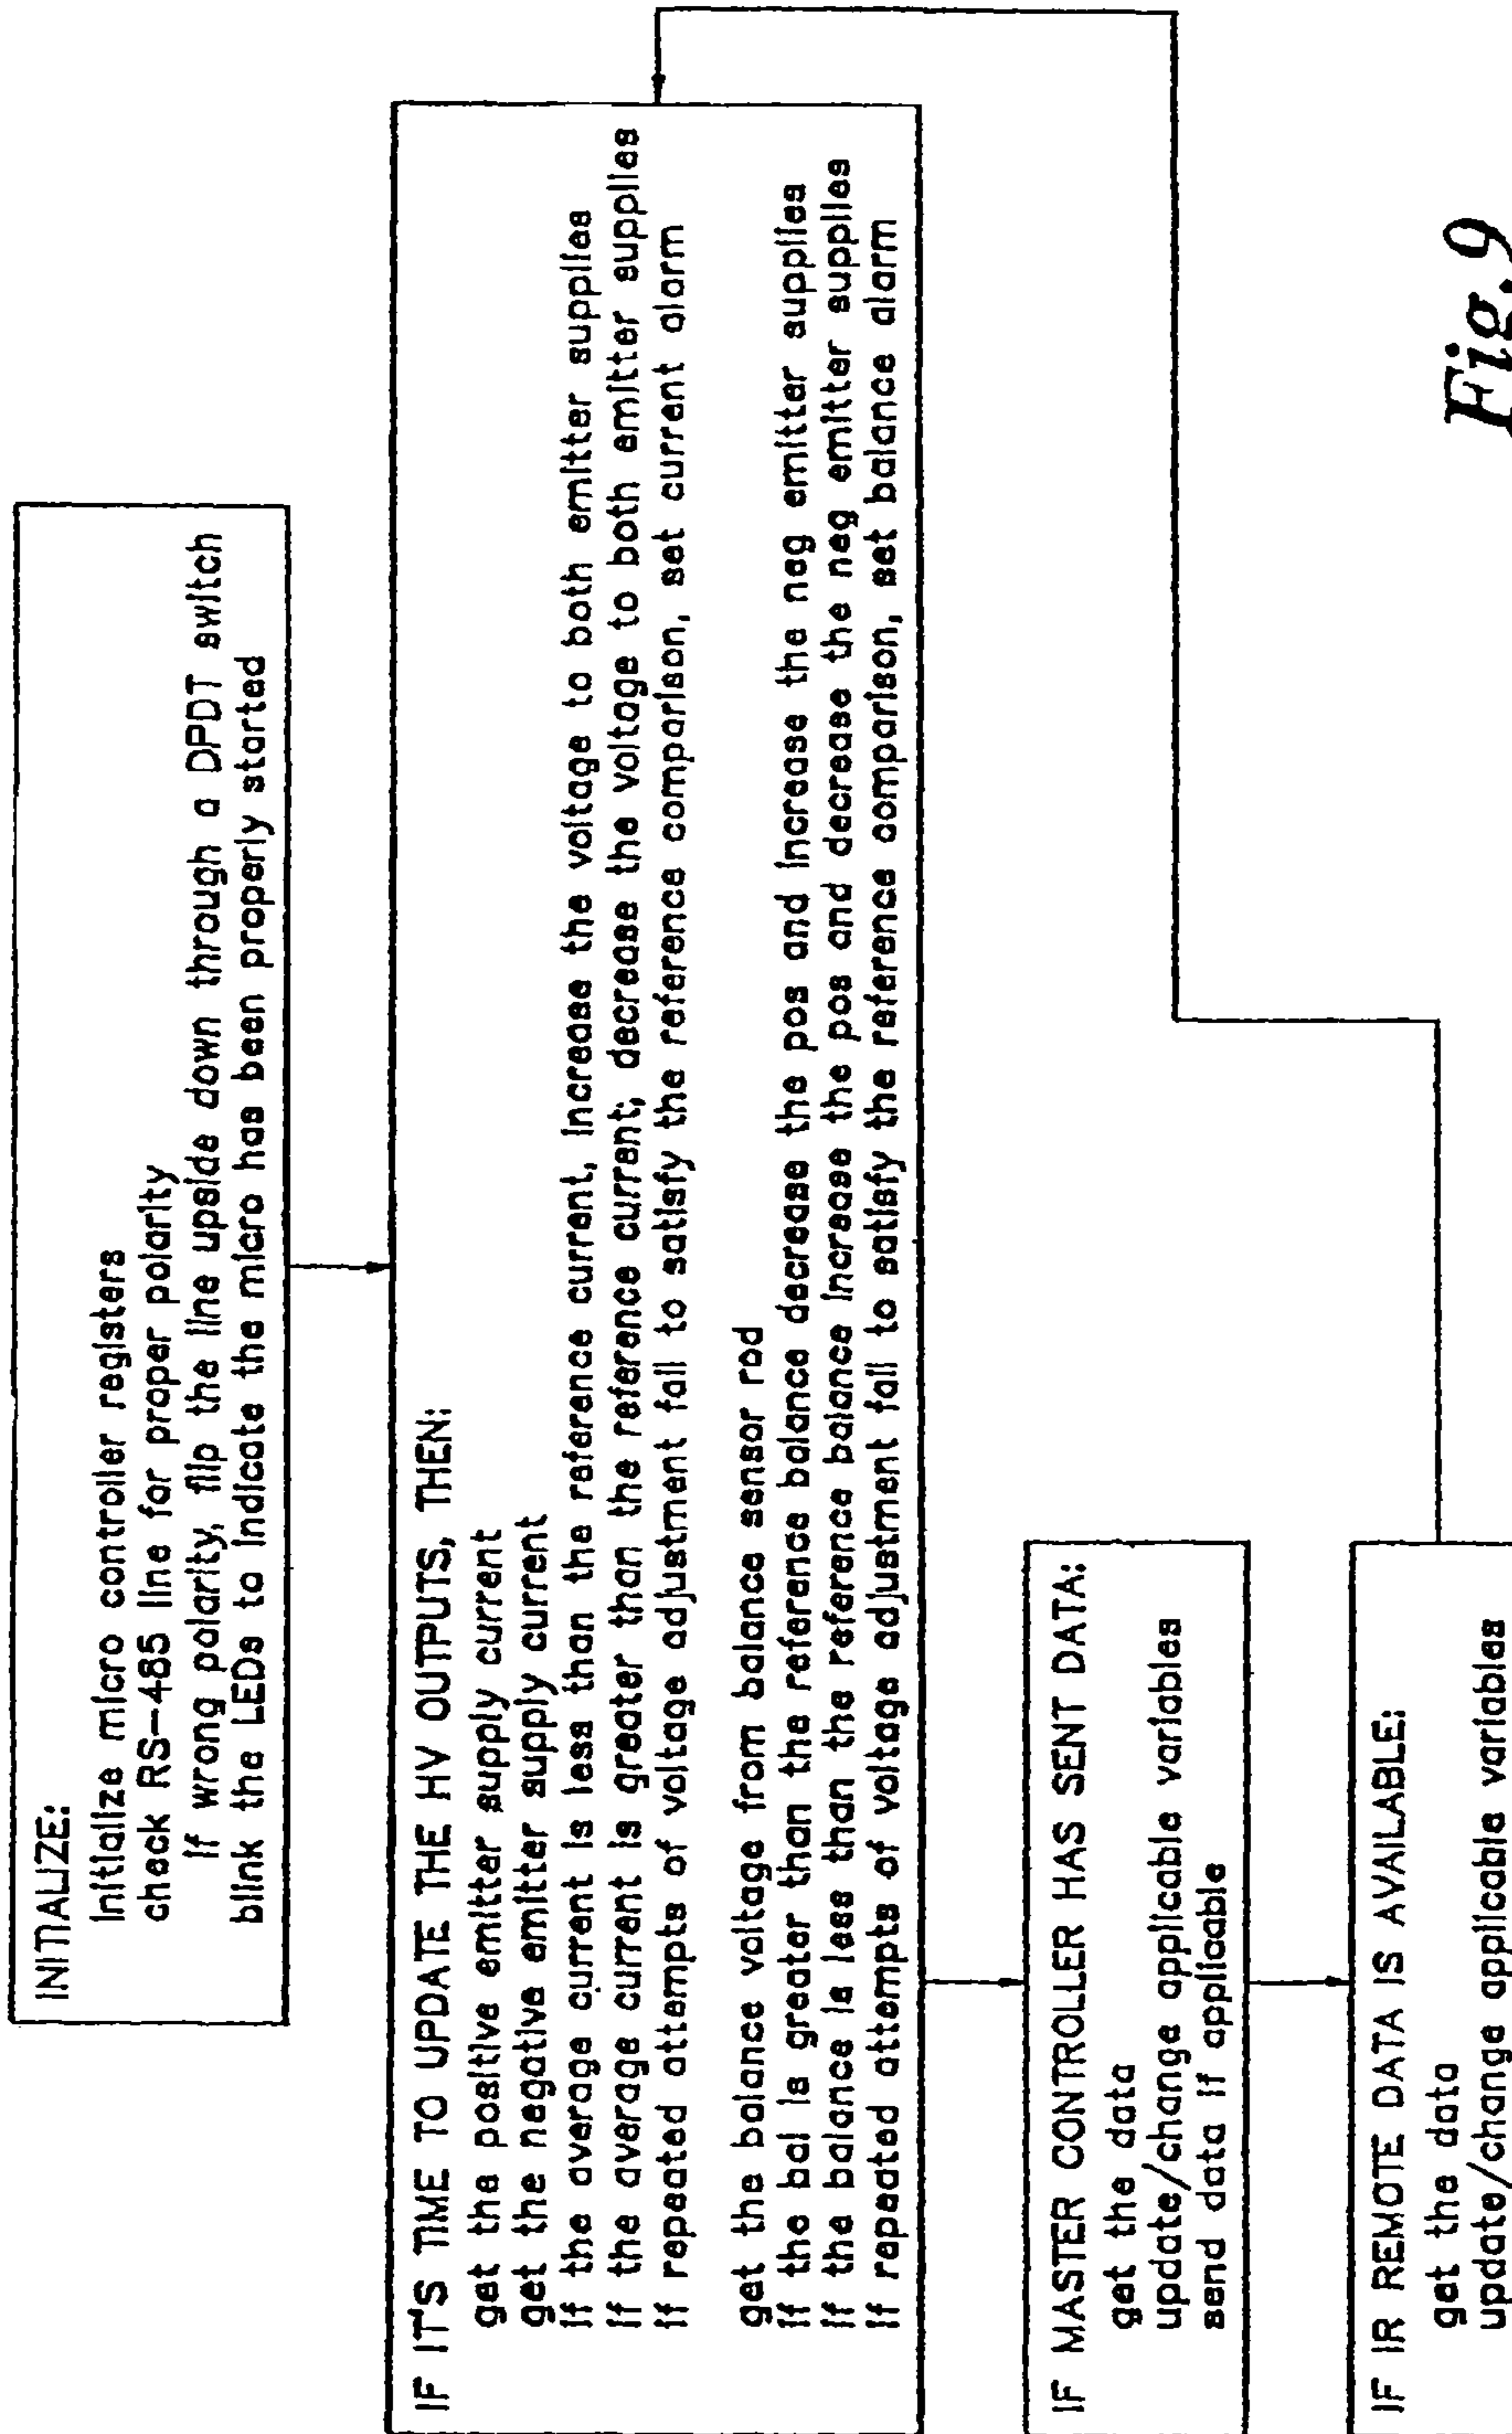 INITIALIZE:
Initialize micro controller registers
check RS-485 line for proper polarity
If wrong polarity, flip the line upside down through a DPDT switch
blink the LEDs to indicate the micro has been properly started
IF IT'S TIME TO UPDATE THE HV OUTPUTS, THEN:
get the positive emitter supply current
get the negative emitter supply current
If the average current is less than the reference current, increase the voltage to both emitter supplies
If the average current is greater than the reference current, decrease the voltage to both emitter supplies
If repeated attempts of voltage adjustment fail to satisfy the reference comparison, set current alarm
get the balance voltage from balance sensor rod
If the bal is greater than the reference balance decrease the pos and increase the neg emitter supplies
If the balance is less than the reference balance increase the pos and decrease the neg emitter supplies
If repeated attempts of voltage adjustment fail to satisfy the reference comparison, set balance alarm
IF MASTER CONTROLLER HAS SENT DATA:
get the data
update/change applicable variables
send data if applicable
IF IR REMOTE DATA IS AVAILABLE:
get the data
update/change applicable variables
Fig. 9